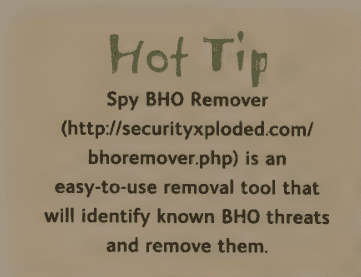 Hot Tip
Spy BHO Remover
(http://securityxploded.com/
bhoremover.php) is an
easy-to-use removal tool that
will identify known BHO threats
and remove them.